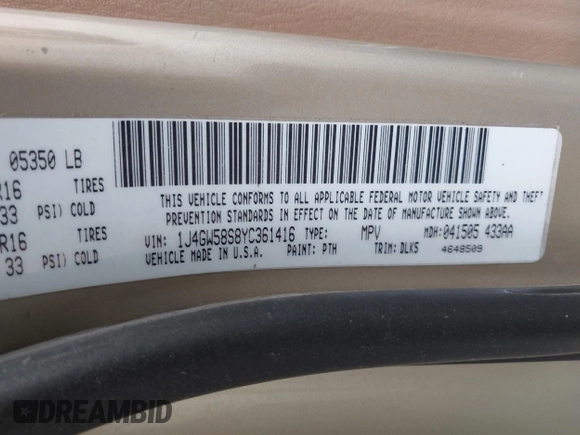 05350 LB
R16 TIRES
33 PSI) COLD
R16 TIRES
33 PSI) COLD
THIS VEHICLE CONFORMS TO ALL APPLICABLE FEDERAL MOTOR VEHICLE SAFETY AND THEFT
PREVENTION STANDARDS IN EFFECT ON THE DATE OF MANUFACTURE SHOWN ABOVE.
VIN: 1J4GW58S8YC361416 TYPE: MPV MDH: 041505 433AA
VEHICLE MADE IN U.S.A. PAINT: PTH TRIM: DLK5 4648509
DREAMBID